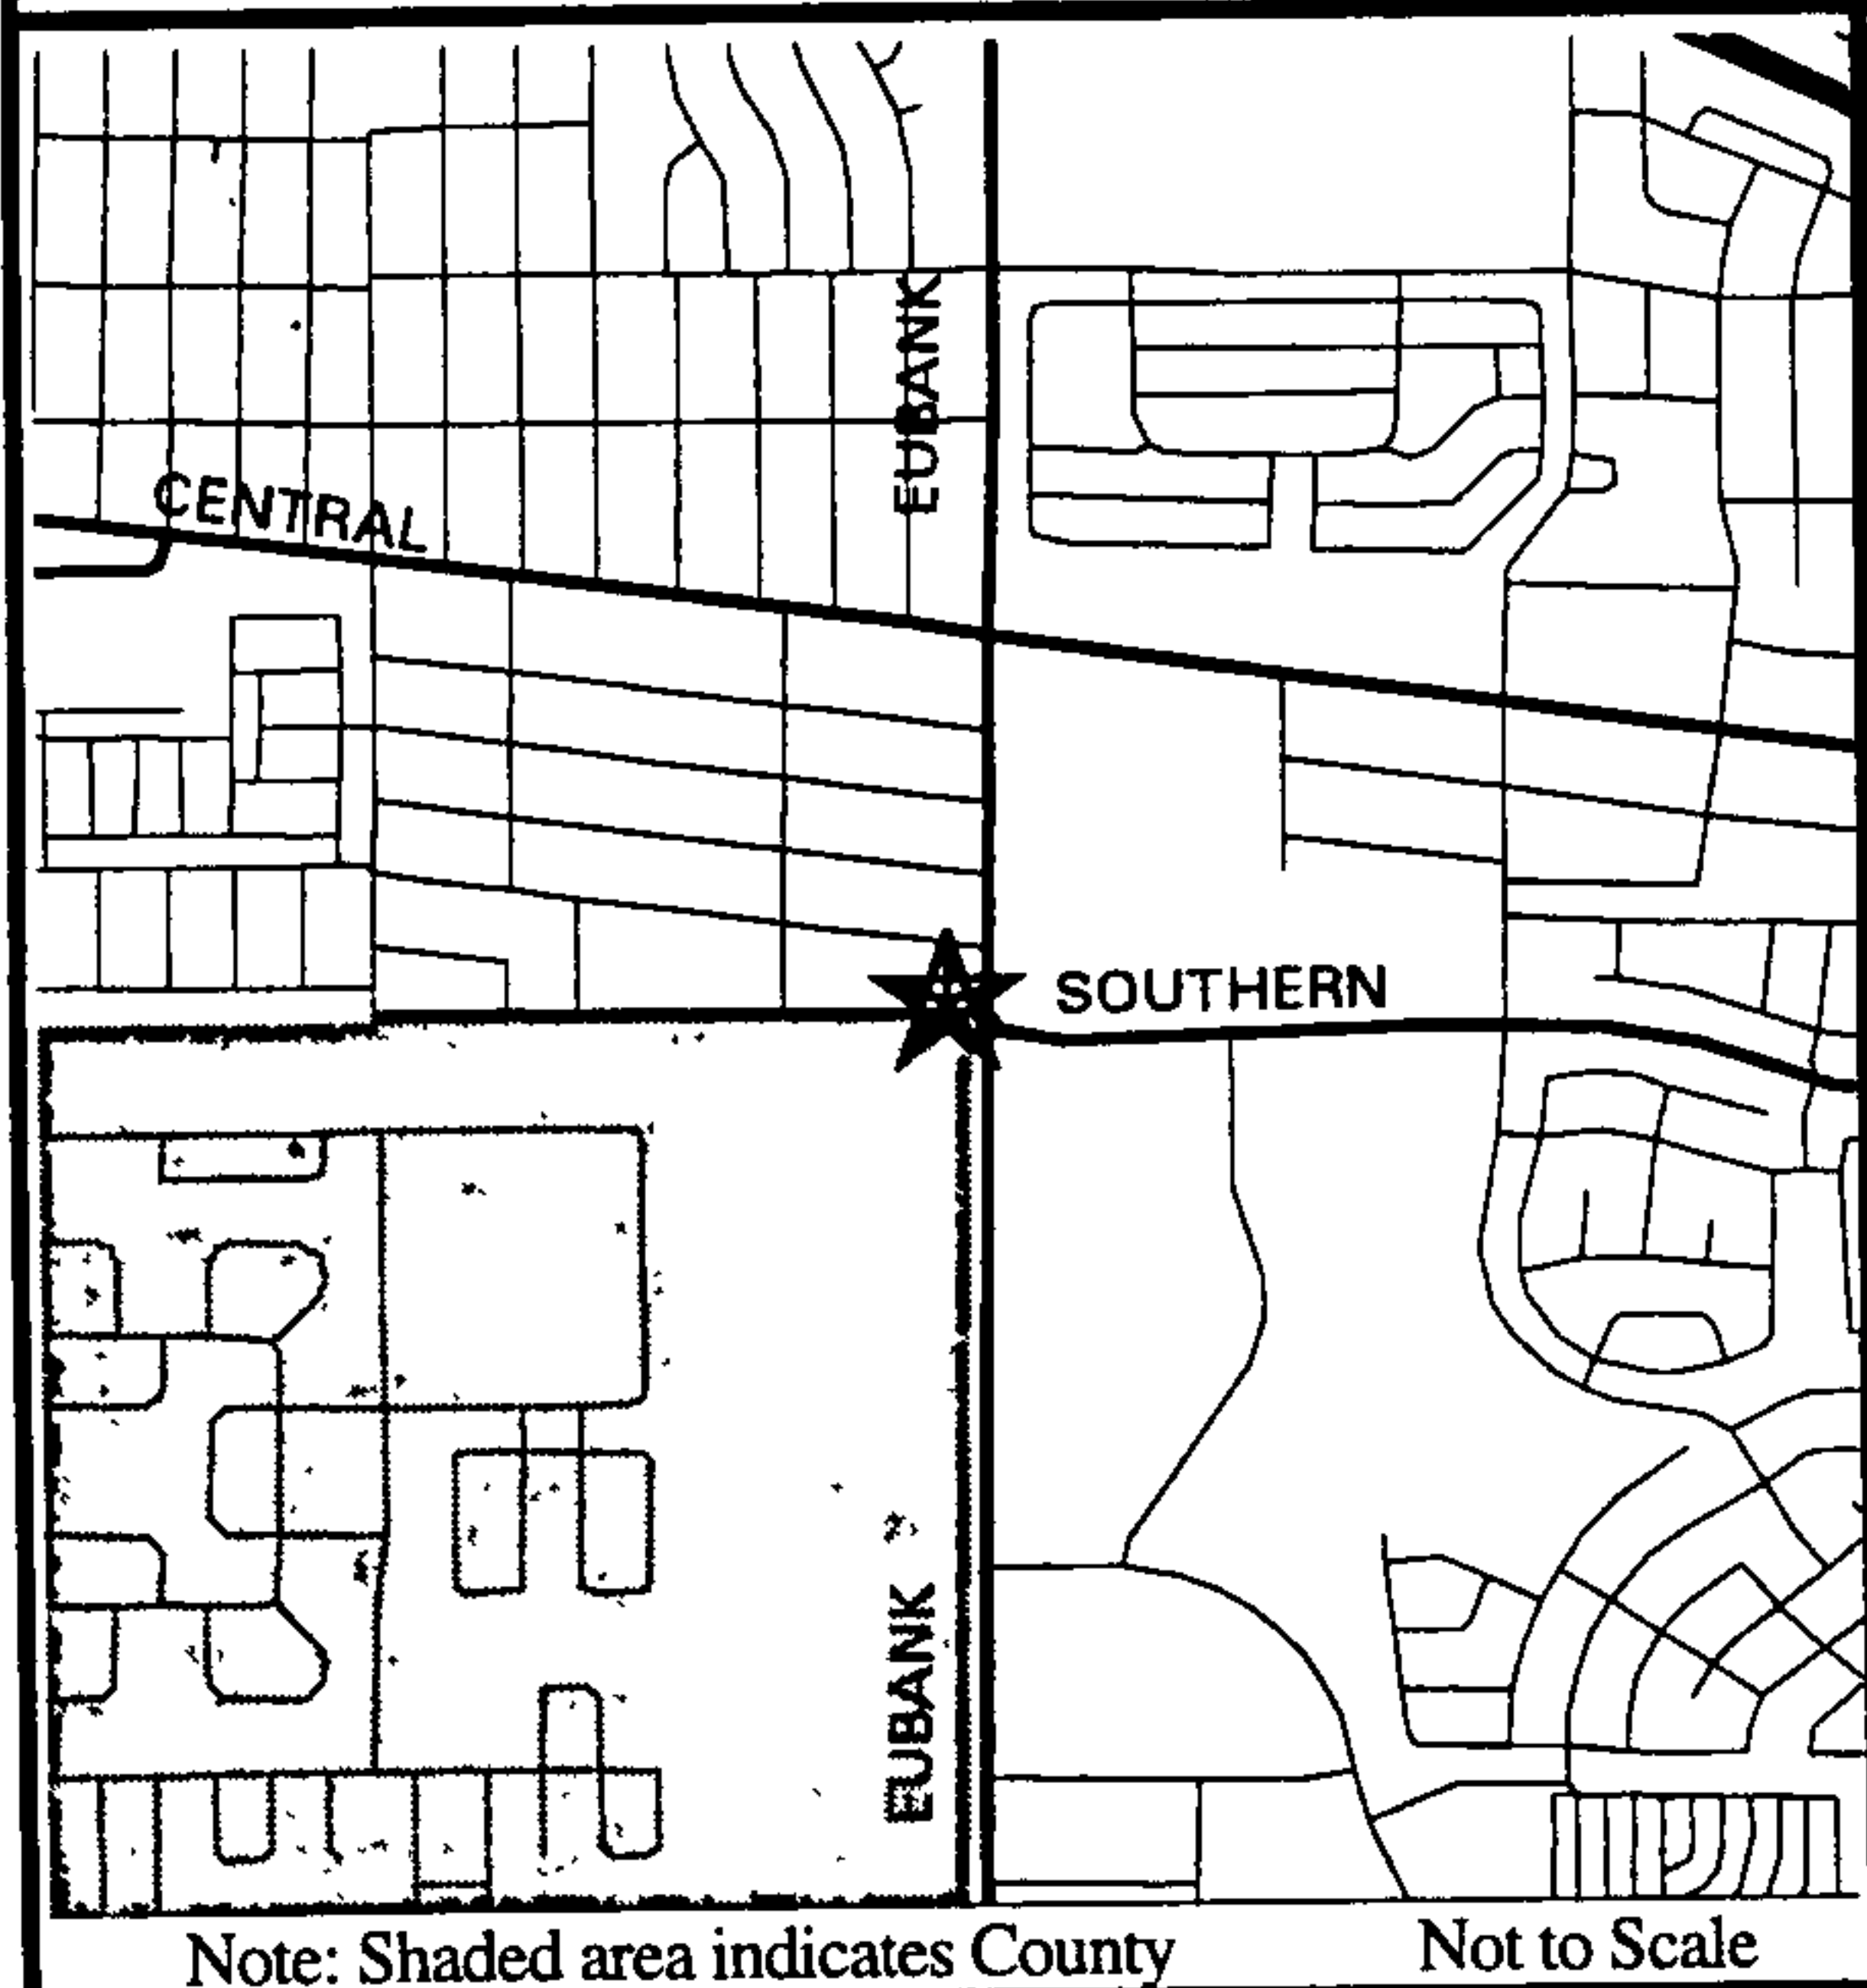 EUBANK
CENTRAL
SOUTHERN
EUBANK
Note: Shaded area indicates County
Not to Scale